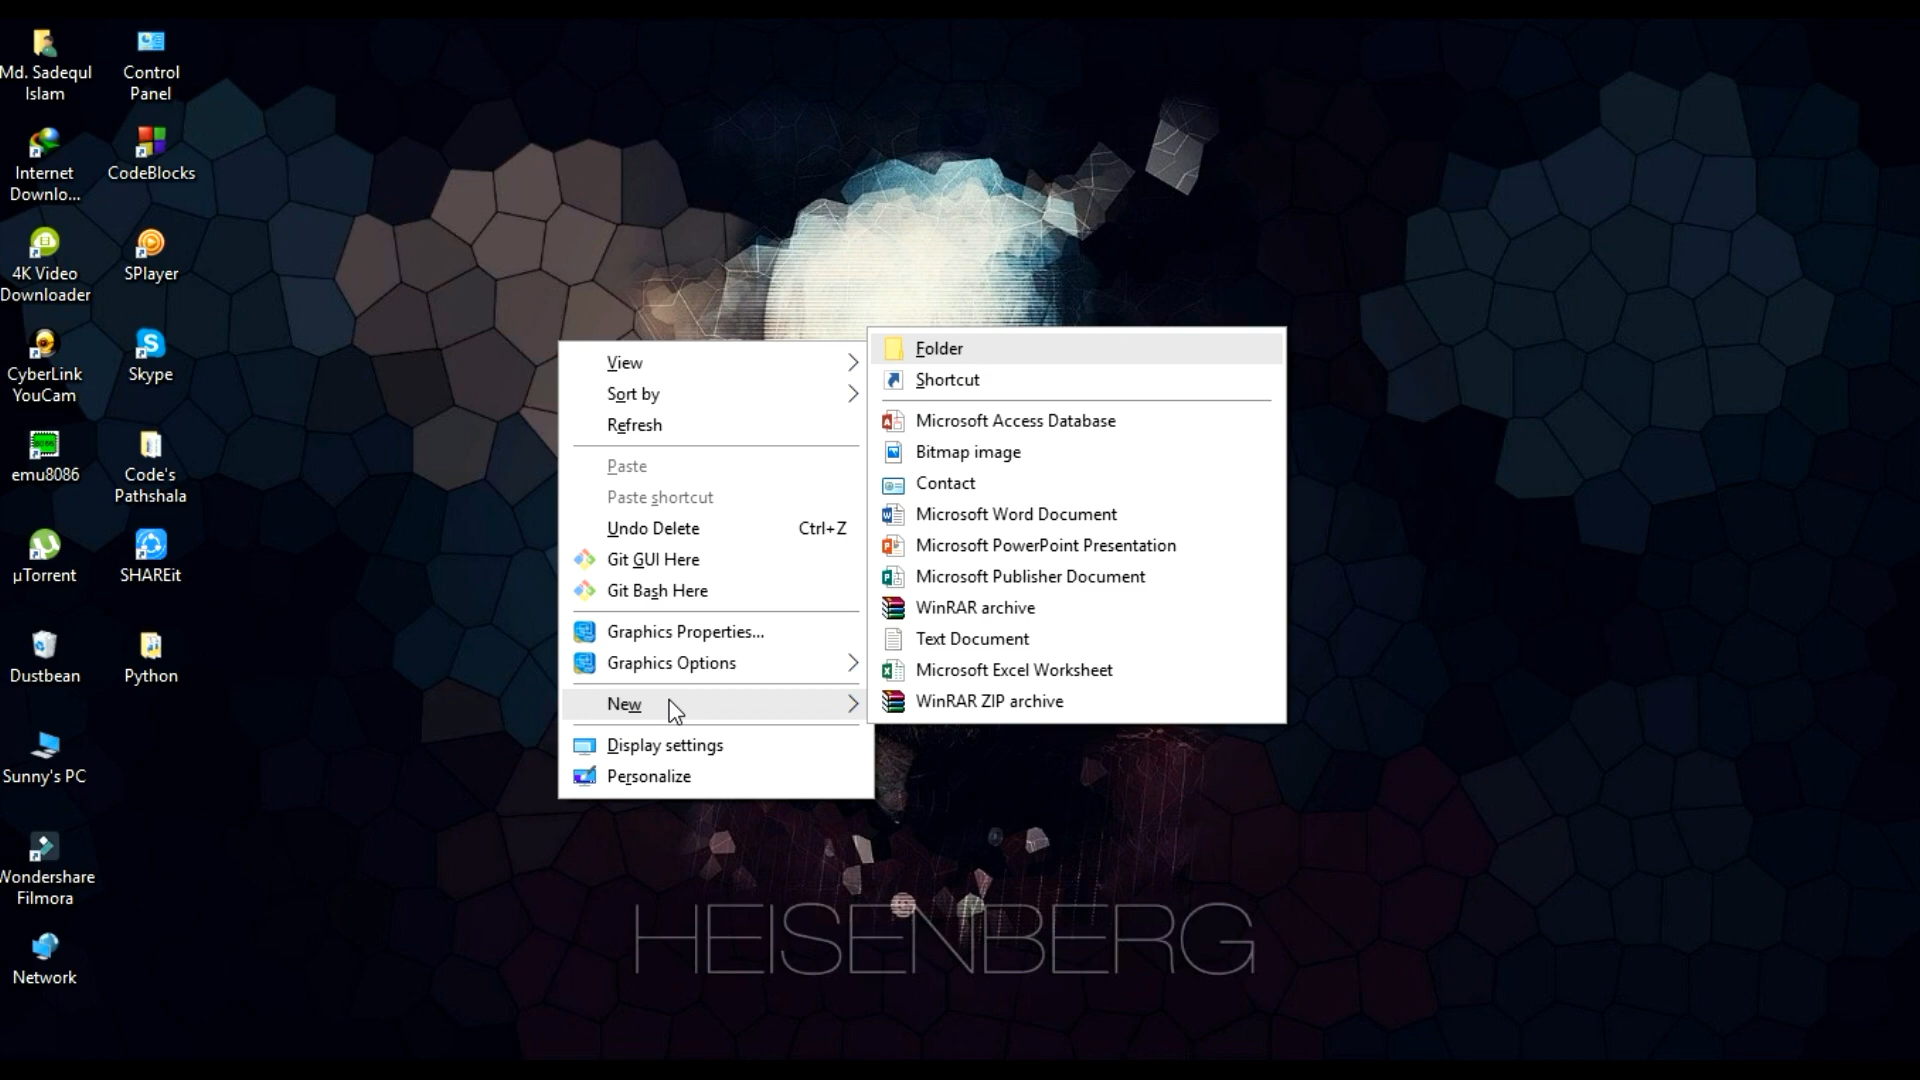 Md. Sadequl
Islam
Control
Panel
Internet
Downlo...
CodeBlocks
4K Video
Downloader
SPlayer
CyberLink
YouCam
Skype
emu8086
Code's
Pathshala
µTorrent
SHAREit
Dustbean
Python
Sunny's PC
Wondershare
Filmora
Network
View
Sort by
Refresh
Paste
Paste shortcut
Undo Delete Ctrl+Z
Git GUI Here
Git Bash Here
Graphics Properties...
Graphics Options
New
Display settings
Personalize
Folder
Shortcut
Microsoft Access Database
Bitmap image
Contact
Microsoft Word Document
Microsoft PowerPoint Presentation
Microsoft Publisher Document
WinRAR archive
Text Document
Microsoft Excel Worksheet
WinRAR ZIP archive
HEISENBERG